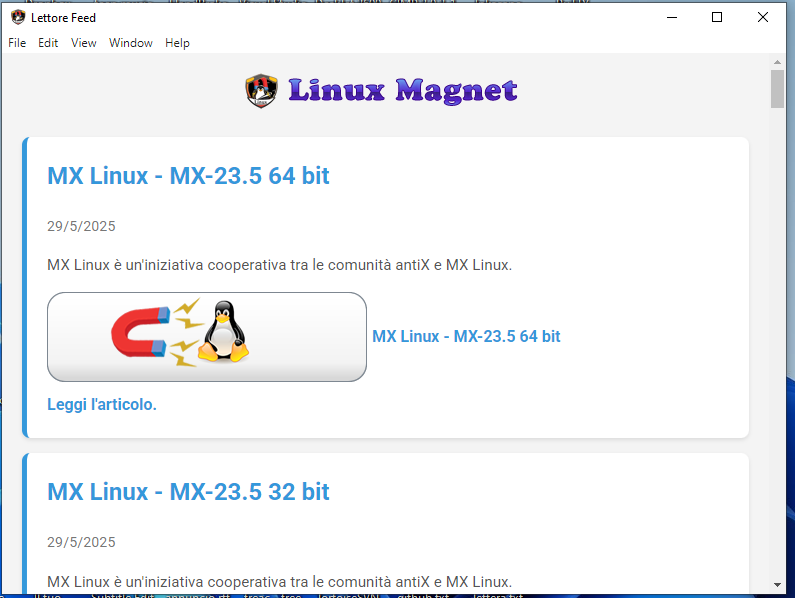 Lettore Feed
File Edit View Window Help
Linux Magnet
MX Linux - MX-23.5 64 bit
29/5/2025
MX Linux è un'iniziativa cooperativa tra le comunità antiX e MX Linux.
MX Linux - MX-23.5 64 bit
Leggi l'articolo.
MX Linux - MX-23.5 32 bit
29/5/2025
MX Linux è un'iniziativa cooperativa tra le comunità antiX e MX Linux.